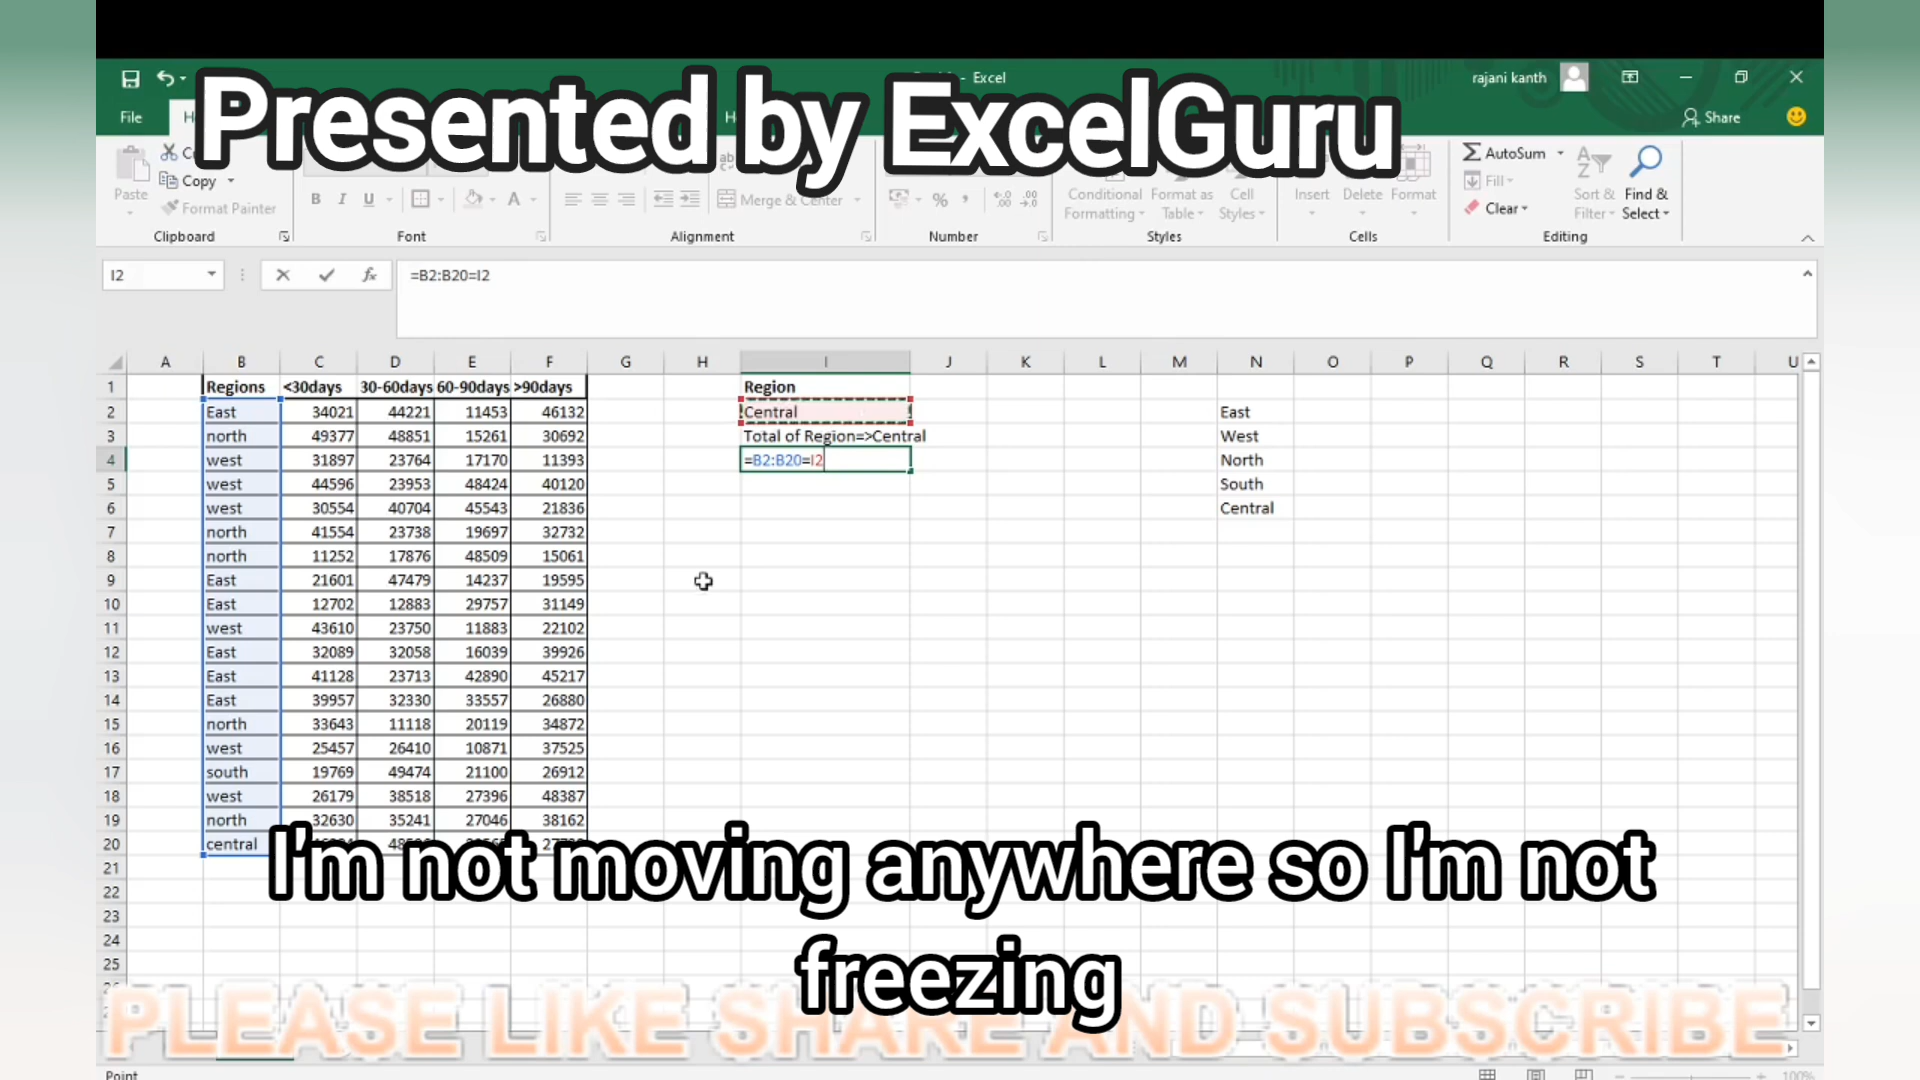 Presented by ExcelGuru
- Excel
rajani kanth
File
Share
Paste
Copy
Format Painter
Clipboard
B I U
A
Font
Alignment
Merge & Center
%
Number
Conditional Formatting
Format as Table
Cell Styles
Styles
Insert
Delete
Format
Cells
AutoSum
Fill
Clear
Sort & Filter
Find & Select
Editing
I2
fx
=B2:B20=I2
A B C D E F G H I J K L M N O P Q R S T U
1 Regions <30days 30-60days 60-90days >90days Region
2 East 34021 44221 11453 46132 Central East
3 north 49377 48851 15261 30692 Total of Region=>Central West
4 west 31897 23764 17170 11393 =B2:B20=I2 North
5 west 44596 23953 48424 40120 South
6 west 30554 40704 45543 21836 Central
7 north 41554 23738 19697 32732
8 north 11252 17876 48509 15061
9 East 21601 47479 14237 19595
10 East 12702 12883 29757 31149
11 west 43610 23750 11883 22102
12 East 32089 32058 16039 39926
13 East 41128 23713 42890 45217
14 East 39957 32330 33557 26880
15 north 33643 11118 20119 34872
16 west 25457 26410 10871 37525
17 south 19769 49474 21100 26912
18 west 26179 38518 27396 48387
19 north 32630 35241 27046 38162
20 central
21
22
23
24
25
I'm not moving anywhere so I'm not
freezing
PLEASE LIKE SHARE AND SUBSCRIBE
Point
100%